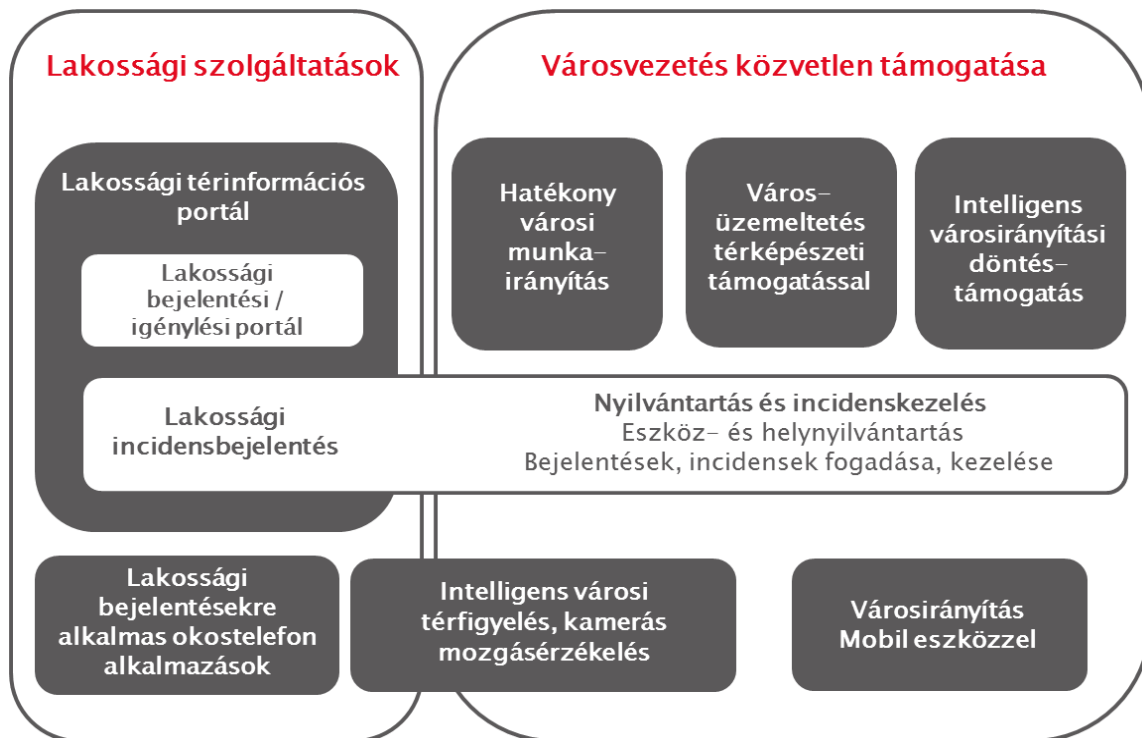 Lakossági szolgáltatások
Lakossági térinformációs
portál
Lakossági
bejelentési /
igénylési portál
Lakossági
incidensbejelentés
Lakossági
bejelentésekre
alkalmas okostelefon
alkalmazások
Városvezetés közvetlen támogatása
Hatékony
városi
munka–
irányítás
Város–
üzemeltetés
térképészeti
támogatással
Intelligens
városirányítási
döntés–
támogatás
Nyilvántartás és incidenskezelés
Eszköz– és helynyilvántartás
Bejelentések, incidensek fogadása, kezelése
Intelligens városi
térfigyelés, kamerás
mozgásérzékelés
Városirányítás
Mobil eszközzel